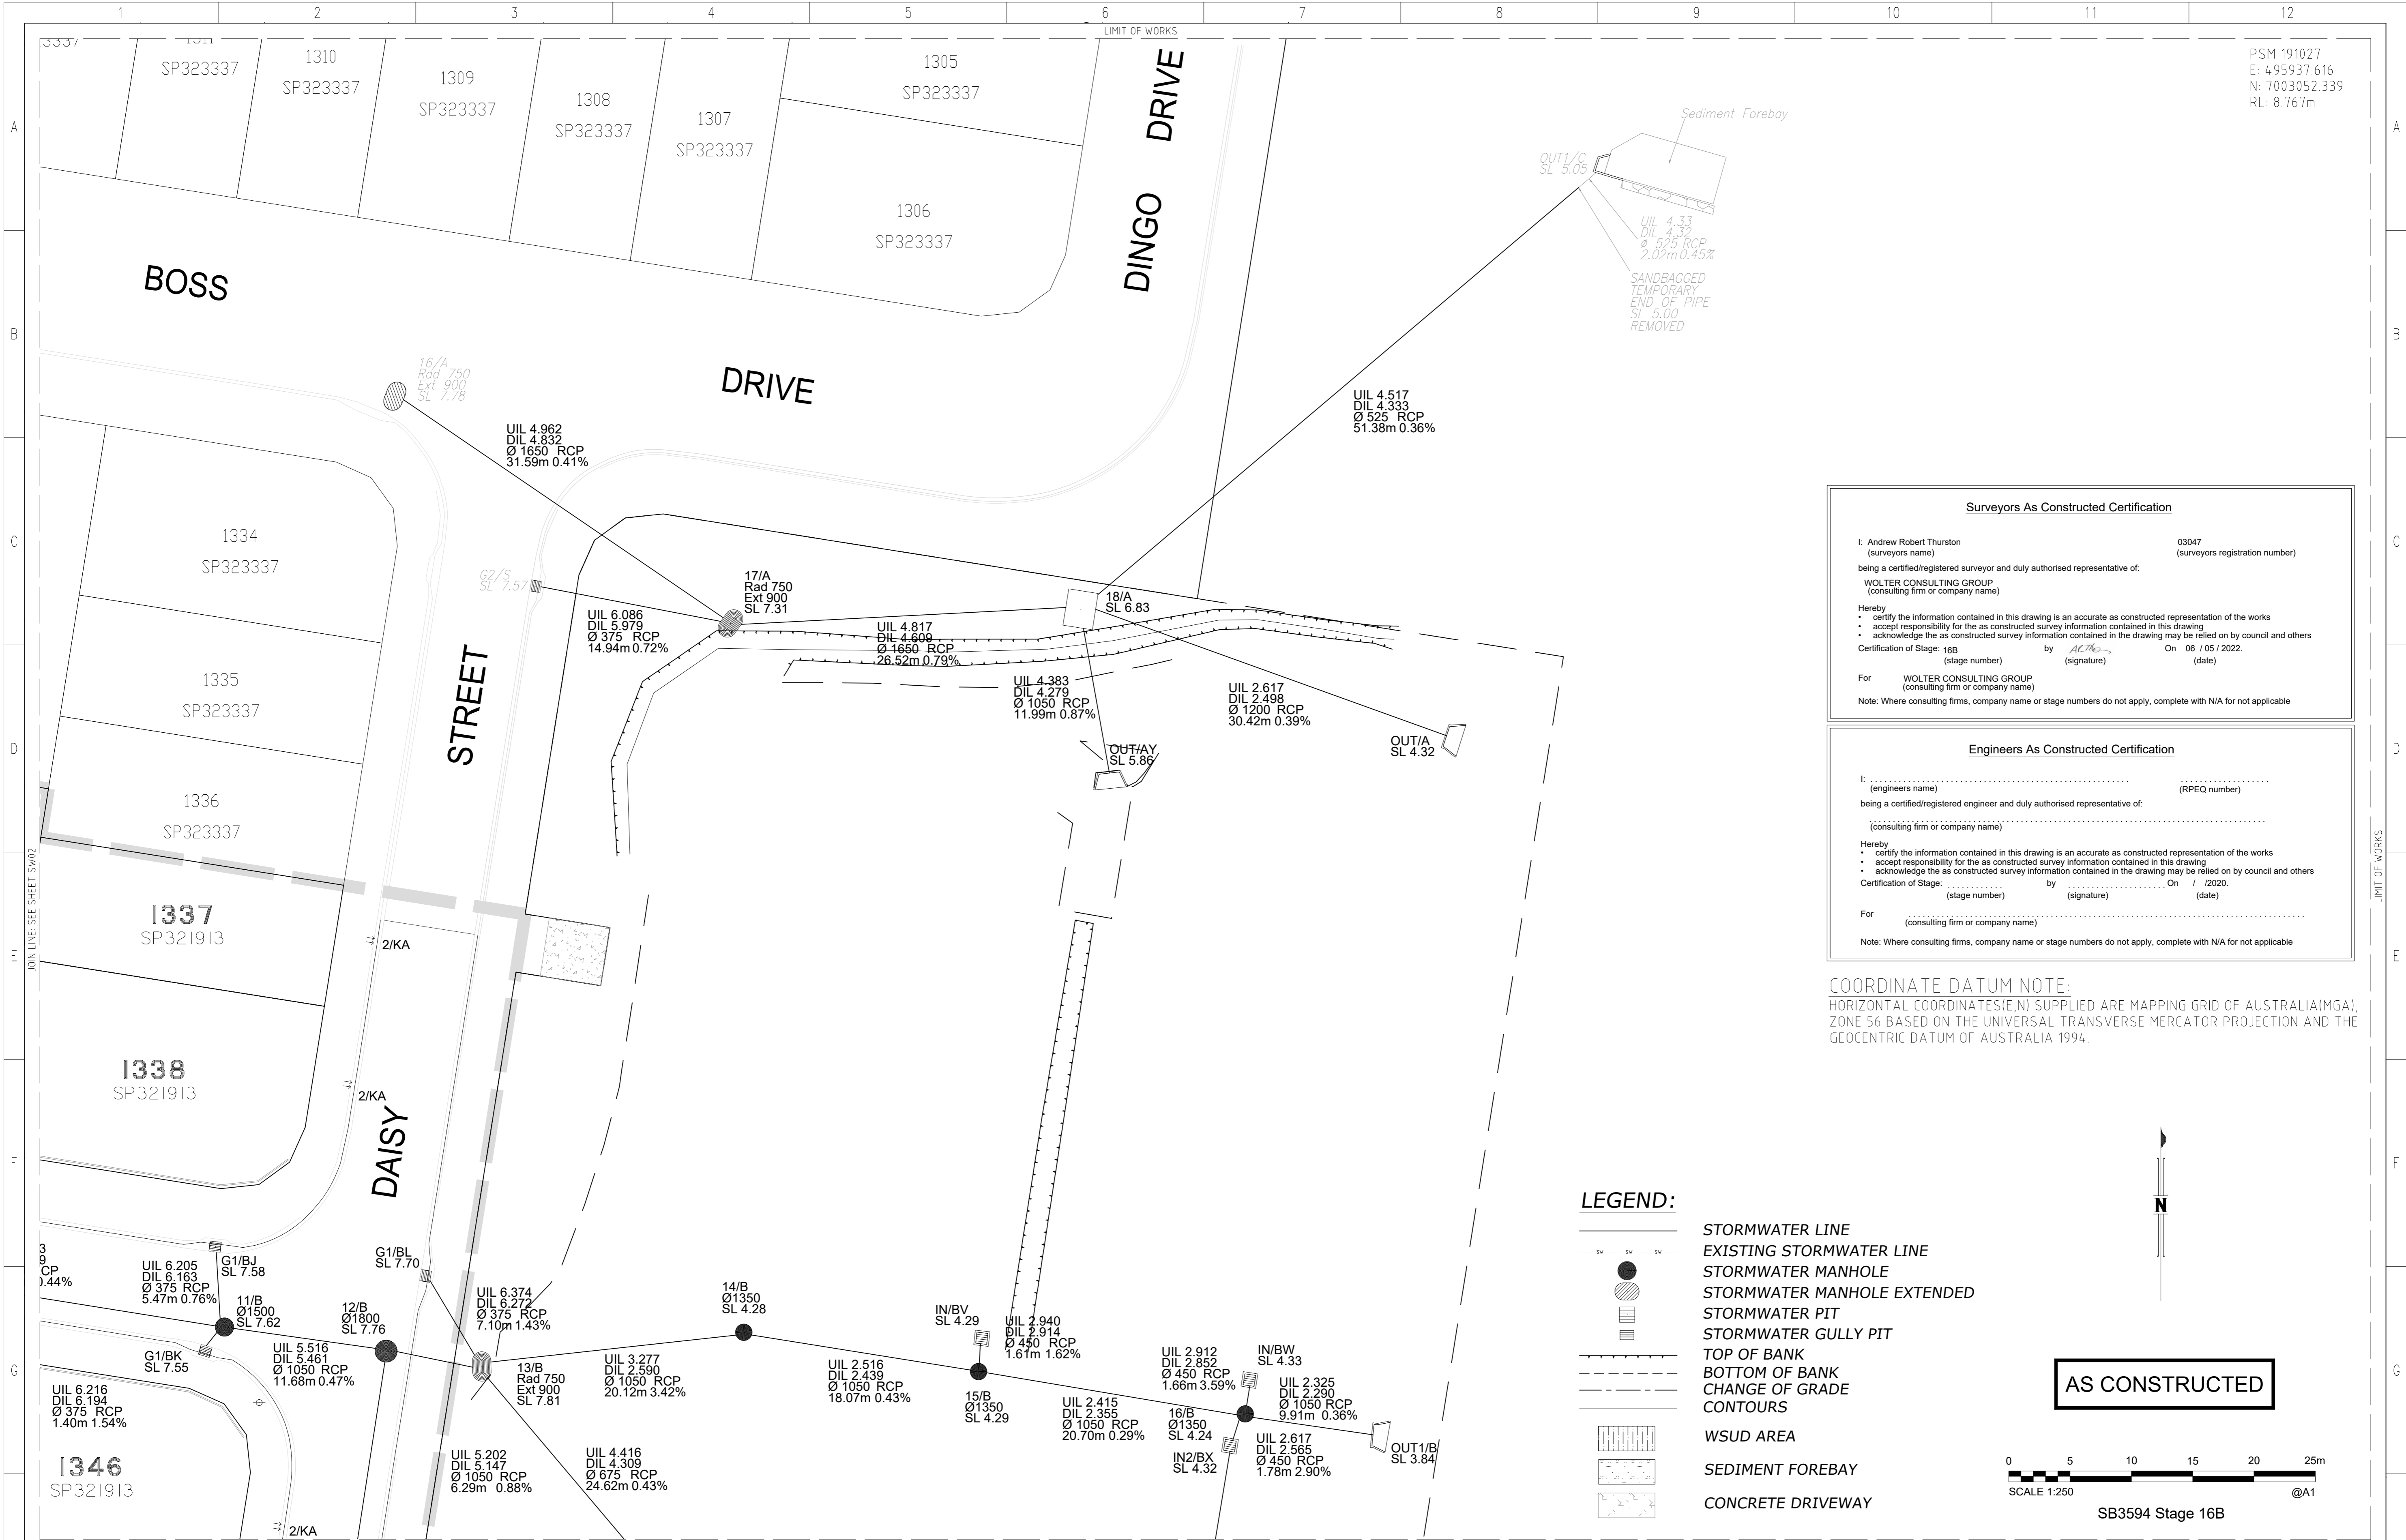 1
2
3
4
5
6
7
8
9
10
11
12
LIMIT OF WORKS
A
B
C
D
E
F
G
A
B
C
D
E
F
G
JOIN LINE: SEE SHEET SW02
LIMIT OF WORKS
3337
1311
SP323337
1310
SP323337
1309
SP323337
1308
SP323337
1307
SP323337
1305
SP323337
1306
SP323337
BOSS
DRIVE
DINGO DRIVE
Sediment Forebay
OUT1/C
SL 5.05
UIL 4.33
DIL 4.32
Ø 525 RCP
2.02m 0.45%
SANDBAGGED
TEMPORARY
END OF PIPE
SL 5.00
REMOVED
PSM 191027
E: 495937.616
N: 7003052.339
RL: 8.767m
16/A
Rad 750
Ext 900
SL 7.78
UIL 4.962
DIL 4.832
Ø 1650 RCP
31.59m 0.41%
UIL 4.517
DIL 4.333
Ø 525 RCP
51.38m 0.36%
1334
SP323337
1335
SP323337
1336
SP323337
G2/S
SL 7.57
UIL 6.086
DIL 5.979
Ø 375 RCP
14.94m 0.72%
17/A
Rad 750
Ext 900
SL 7.31
18/A
SL 6.83
UIL 4.817
DIL 4.609
Ø 1650 RCP
26.52m 0.79%
UIL 4.383
DIL 4.279
Ø 1050 RCP
11.99m 0.87%
UIL 2.617
DIL 2.498
Ø 1200 RCP
30.42m 0.39%
OUT/AY
SL 5.86
OUT/A
SL 4.32
DAISY STREET
1337
SP321913
1338
SP321913
2/KA
2/KA
2/KA
3
9
CP
0.44%
UIL 6.205
DIL 6.163
Ø 375 RCP
5.47m 0.76%
G1/BJ
SL 7.58
11/B
Ø1500
SL 7.62
G1/BK
SL 7.55
UIL 6.216
DIL 6.194
Ø 375 RCP
1.40m 1.54%
1346
SP321913
UIL 5.516
DIL 5.461
Ø 1050 RCP
11.68m 0.47%
12/B
Ø1800
SL 7.76
G1/BL
SL 7.70
UIL 6.374
DIL 6.272
Ø 375 RCP
7.10m 1.43%
13/B
Rad 750
Ext 900
SL 7.81
UIL 5.202
DIL 5.147
Ø 1050 RCP
6.29m 0.88%
UIL 4.416
DIL 4.309
Ø 675 RCP
24.62m 0.43%
UIL 3.277
DIL 2.590
Ø 1050 RCP
20.12m 3.42%
14/B
Ø1350
SL 4.28
UIL 2.516
DIL 2.439
Ø 1050 RCP
18.07m 0.43%
IN/BV
SL 4.29
UIL 2.940
DIL 2.914
Ø 450 RCP
1.61m 1.62%
15/B
Ø1350
SL 4.29
UIL 2.415
DIL 2.355
Ø 1050 RCP
20.70m 0.29%
UIL 2.912
DIL 2.852
Ø 450 RCP
1.66m 3.59%
IN/BW
SL 4.33
UIL 2.325
DIL 2.290
Ø 1050 RCP
9.91m 0.36%
16/B
Ø1350
SL 4.24
IN2/BX
SL 4.32
UIL 2.617
DIL 2.565
Ø 450 RCP
1.78m 2.90%
OUT1/B
SL 3.84
Surveyors As Constructed Certification
I: Andrew Robert Thurston 03047
(surveyors name) (surveyors registration number)
being a certified/registered surveyor and duly authorised representative of:
WOLTER CONSULTING GROUP
(consulting firm or company name)
Hereby
• certify the information contained in this drawing is an accurate as constructed representation of the works
• accept responsibility for the as constructed survey information contained in this drawing
• acknowledge the as constructed survey information contained in the drawing may be relied on by council and others
Certification of Stage: 16B by On 06 / 05 / 2022.
(stage number) (signature) (date)
For WOLTER CONSULTING GROUP
(consulting firm or company name)
Note: Where consulting firms, company name or stage numbers do not apply, complete with N/A for not applicable
Engineers As Constructed Certification
I:
(engineers name) (RPEQ number)
being a certified/registered engineer and duly authorised representative of:
(consulting firm or company name)
Hereby
• certify the information contained in this drawing is an accurate as constructed representation of the works
• accept responsibility for the as constructed survey information contained in this drawing
• acknowledge the as constructed survey information contained in the drawing may be relied on by council and others
Certification of Stage: by On / /2020.
(stage number) (signature) (date)
For
(consulting firm or company name)
Note: Where consulting firms, company name or stage numbers do not apply, complete with N/A for not applicable
COORDINATE DATUM NOTE:
HORIZONTAL COORDINATES(E,N) SUPPLIED ARE MAPPING GRID OF AUSTRALIA(MGA),
ZONE 56 BASED ON THE UNIVERSAL TRANSVERSE MERCATOR PROJECTION AND THE
GEOCENTRIC DATUM OF AUSTRALIA 1994.
LEGEND:
STORMWATER LINE
SW SW SW EXISTING STORMWATER LINE
STORMWATER MANHOLE
STORMWATER MANHOLE EXTENDED
STORMWATER PIT
STORMWATER GULLY PIT
TOP OF BANK
BOTTOM OF BANK
CHANGE OF GRADE
CONTOURS
WSUD AREA
SEDIMENT FOREBAY
CONCRETE DRIVEWAY
N
AS CONSTRUCTED
0 5 10 15 20 25m
SCALE 1:250 @A1
SB3594 Stage 16B